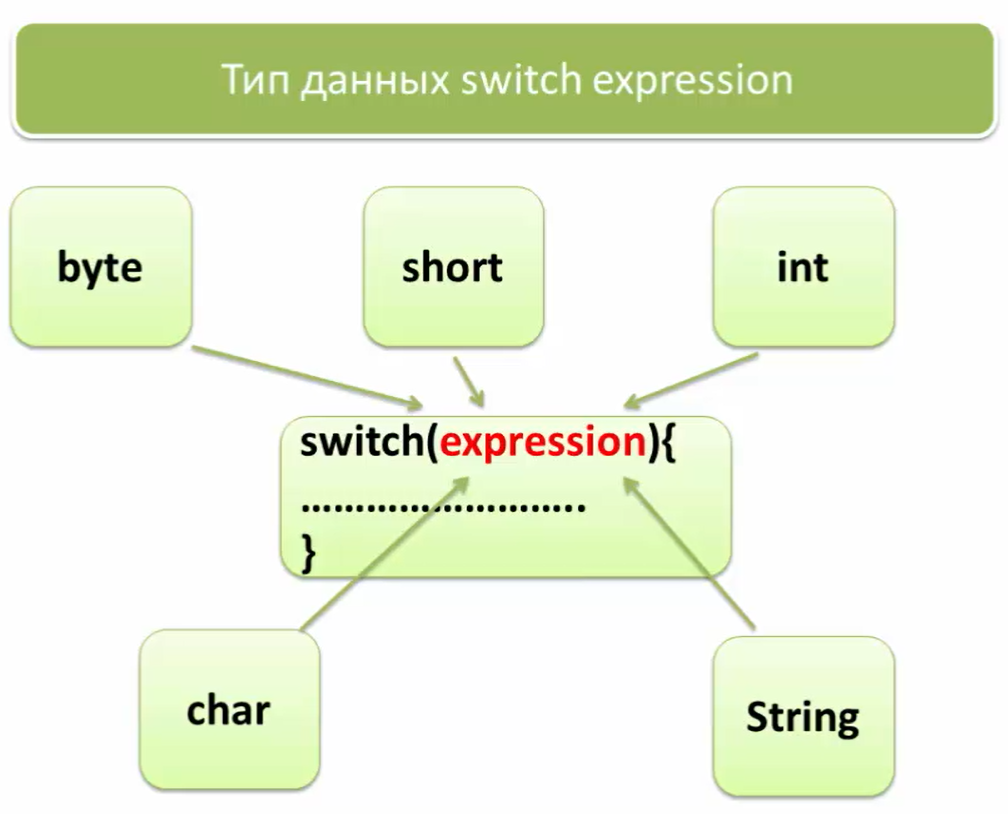 Тип данных switch expression
byte
short
int
switch(expression){
................................
}
char
String